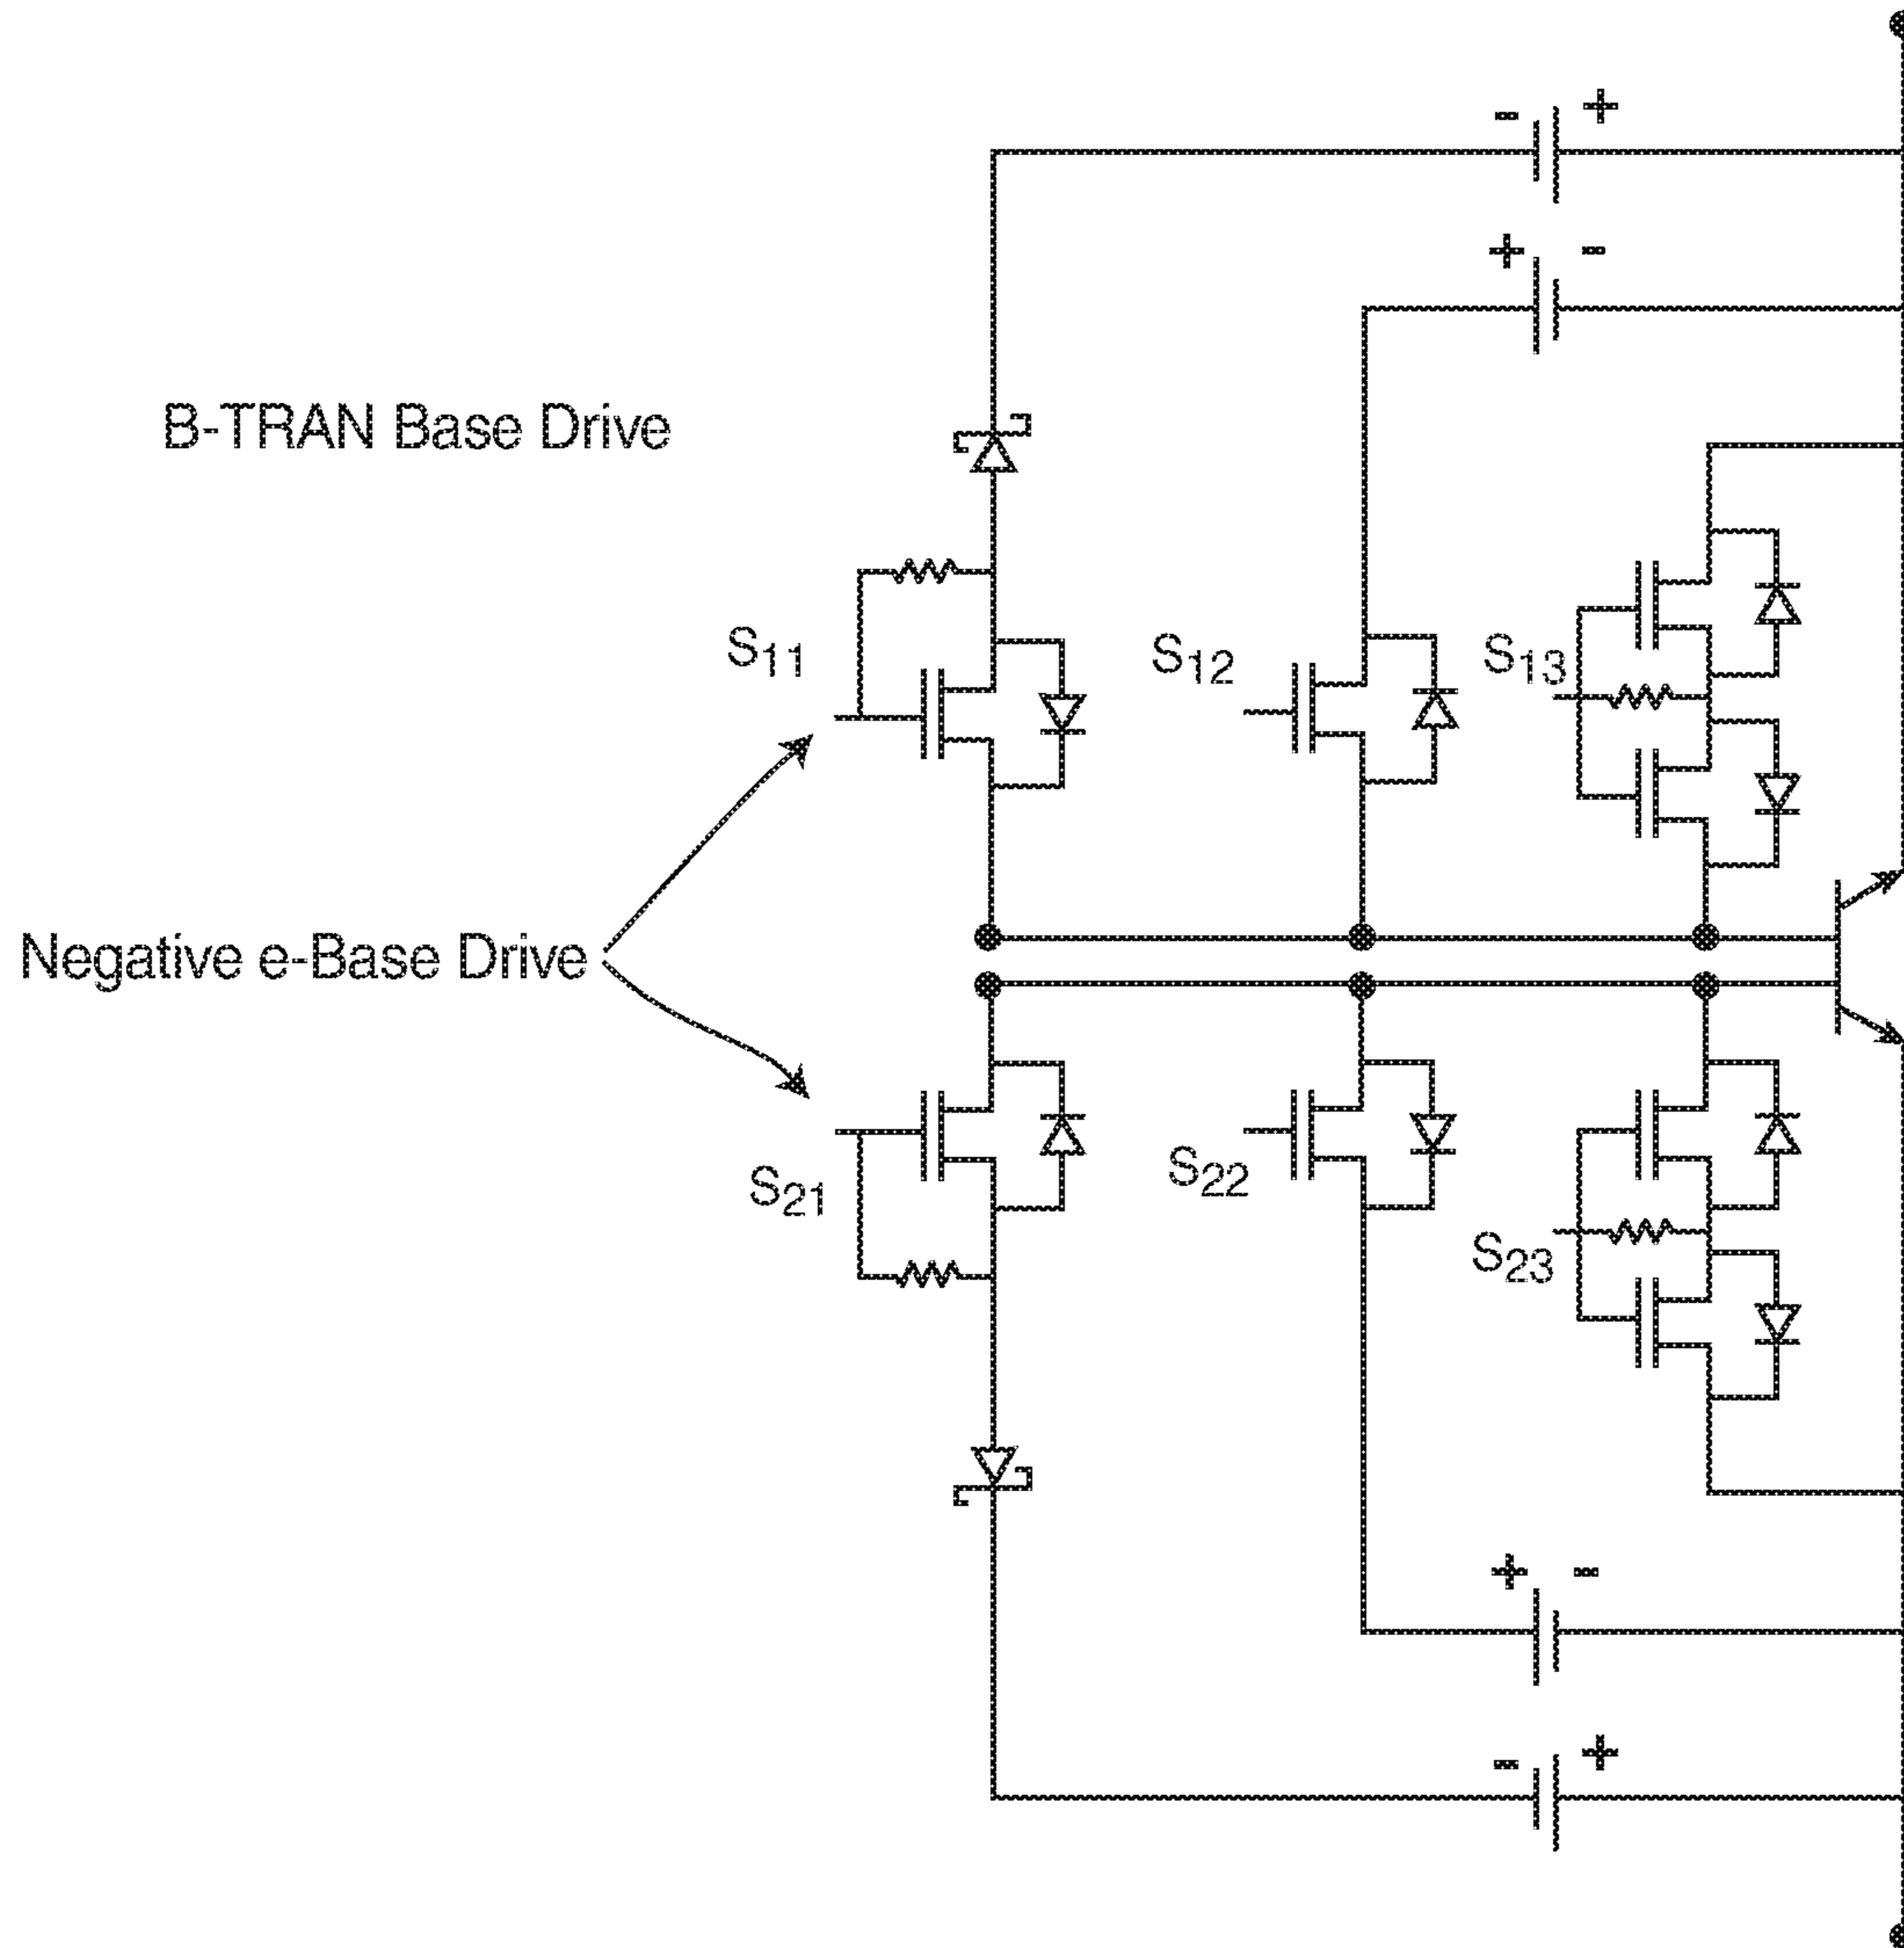 - +
+ -
B-TRAN Base Drive
S11
S12
S13
Negative e-Base Drive
S21
S22
S23
+ -
- +